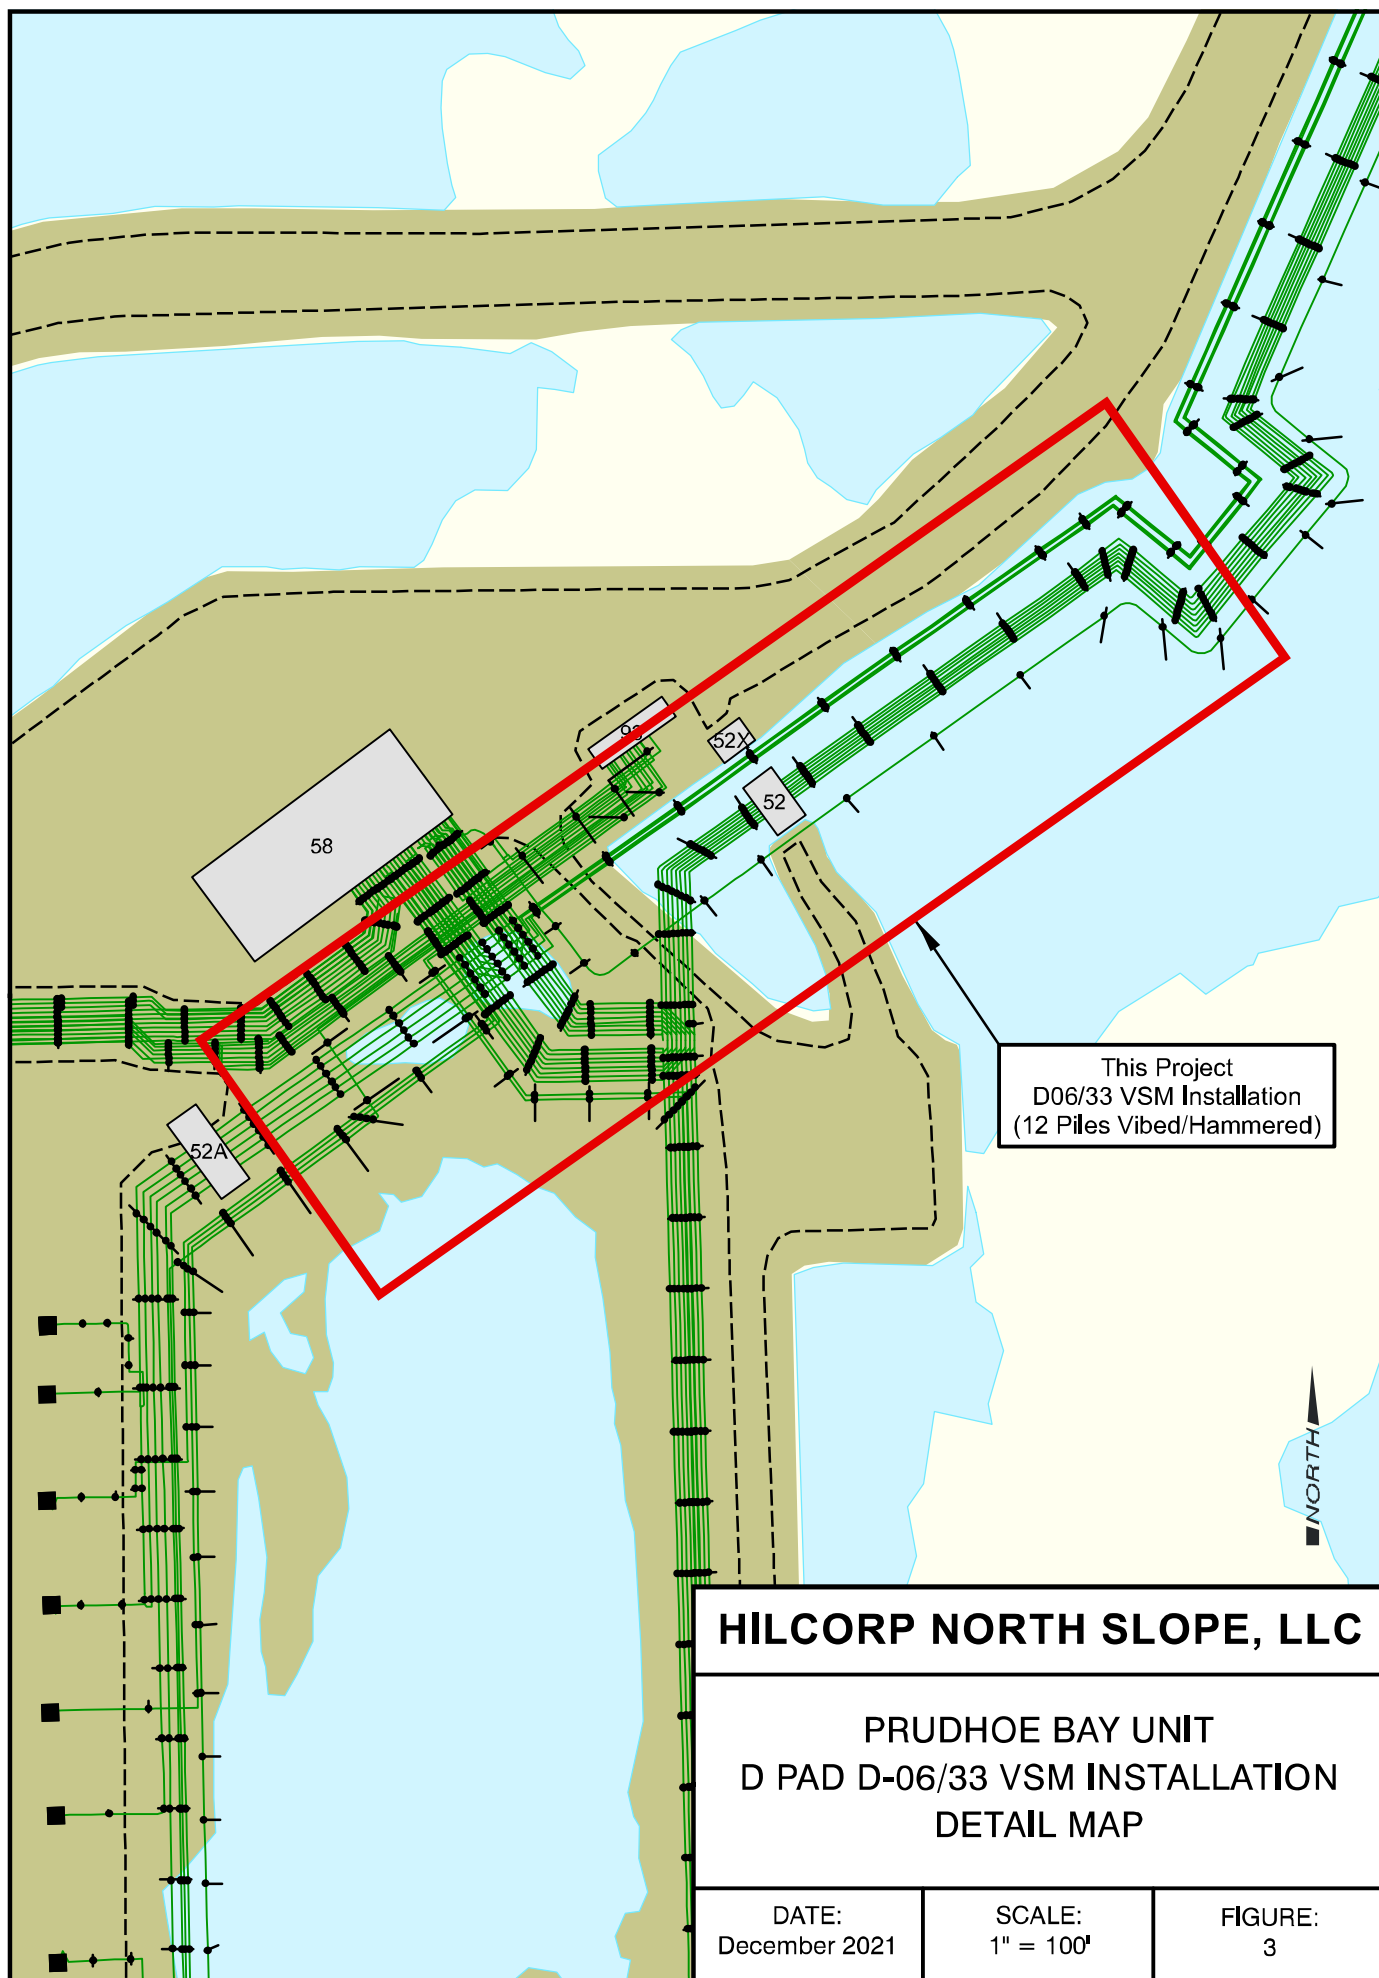 58
52X
52
52A
This Project
D06/33 VSM Installation
(12 Piles Vibed/Hammered)
NORTH
HILCORP NORTH SLOPE, LLC
PRUDHOE BAY UNIT
D PAD D-06/33 VSM INSTALLATION
DETAIL MAP
DATE:
December 2021
SCALE:
1" = 100'
FIGURE:
3